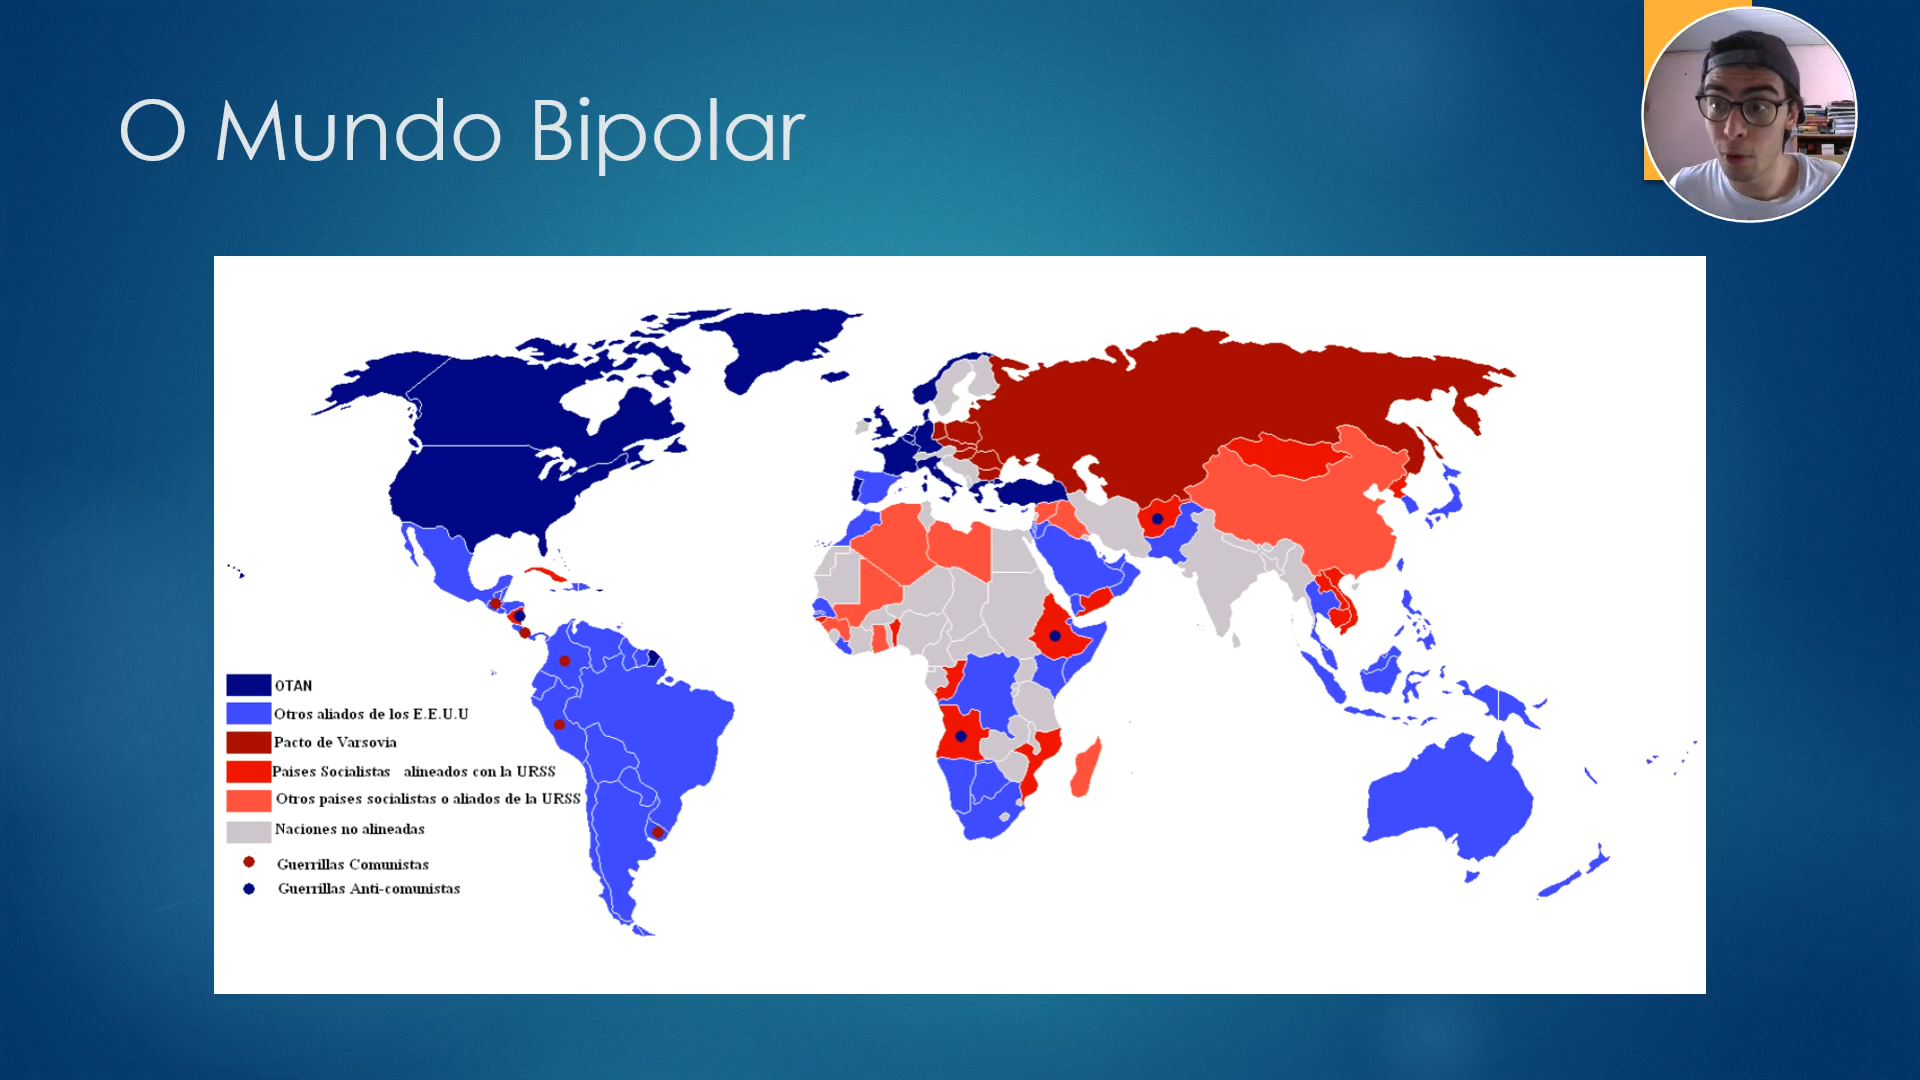 O Mundo Bipolar
OTAN
Otros aliados de los E.E.U.U
Pacto de Varsovia
Paises Socialistas alineados con la URSS
Otros paises socialistas o aliados de la URSS
Naciones no alineadas
Guerrillas Comunistas
Guerrillas Anti-comunistas